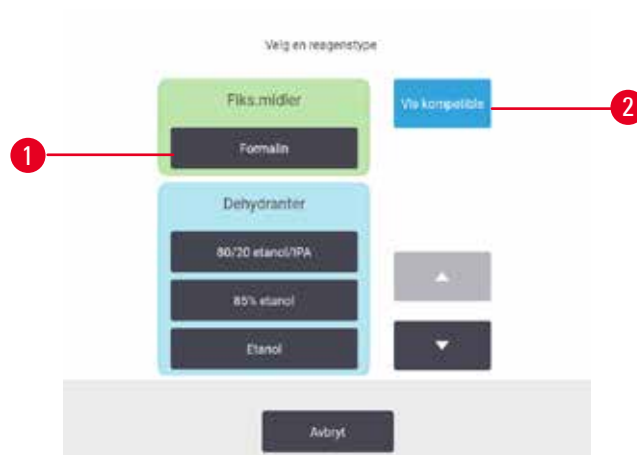 Velg en reagenstype
Fiks.midler
Vis kompatible
1
Formalin
2
Dehydranter
80/20 etanol/IPA
85% etanol
Etanol
Avbryt